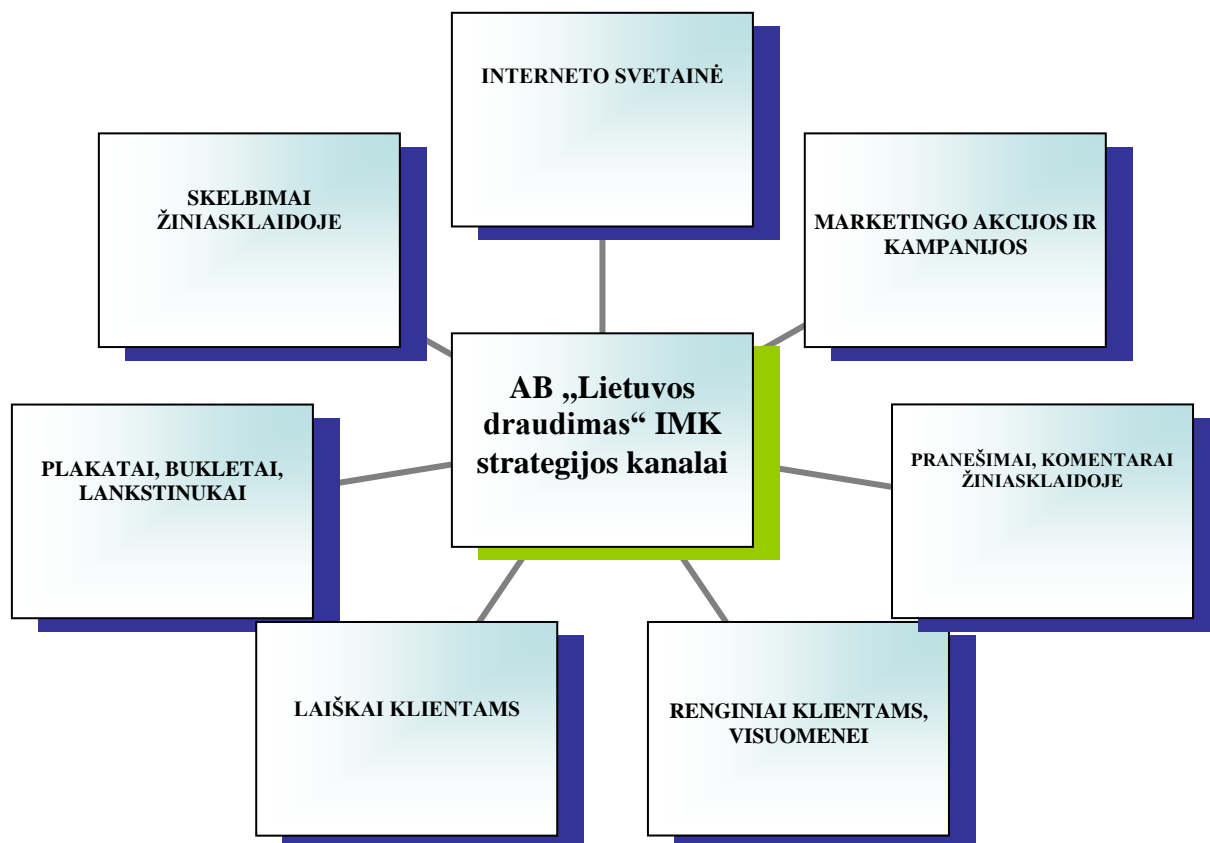 INTERNETO SVETAINĖ
SKELBIMAI
ŽINIASKLAIDOJE
MARKETINGO AKCIJOS IR
KAMPANIJOS
AB „Lietuvos
draudimas“ IMK
strategijos kanalai
PLAKATAI, BUKLETAI,
LANKSTINUKAI
PRANEŠIMAI, KOMENTARAI
ŽINIASKLAIDOJE
LAIŠKAI KLIENTAMS
RENGINIAI KLIENTAMS,
VISUOMENEI